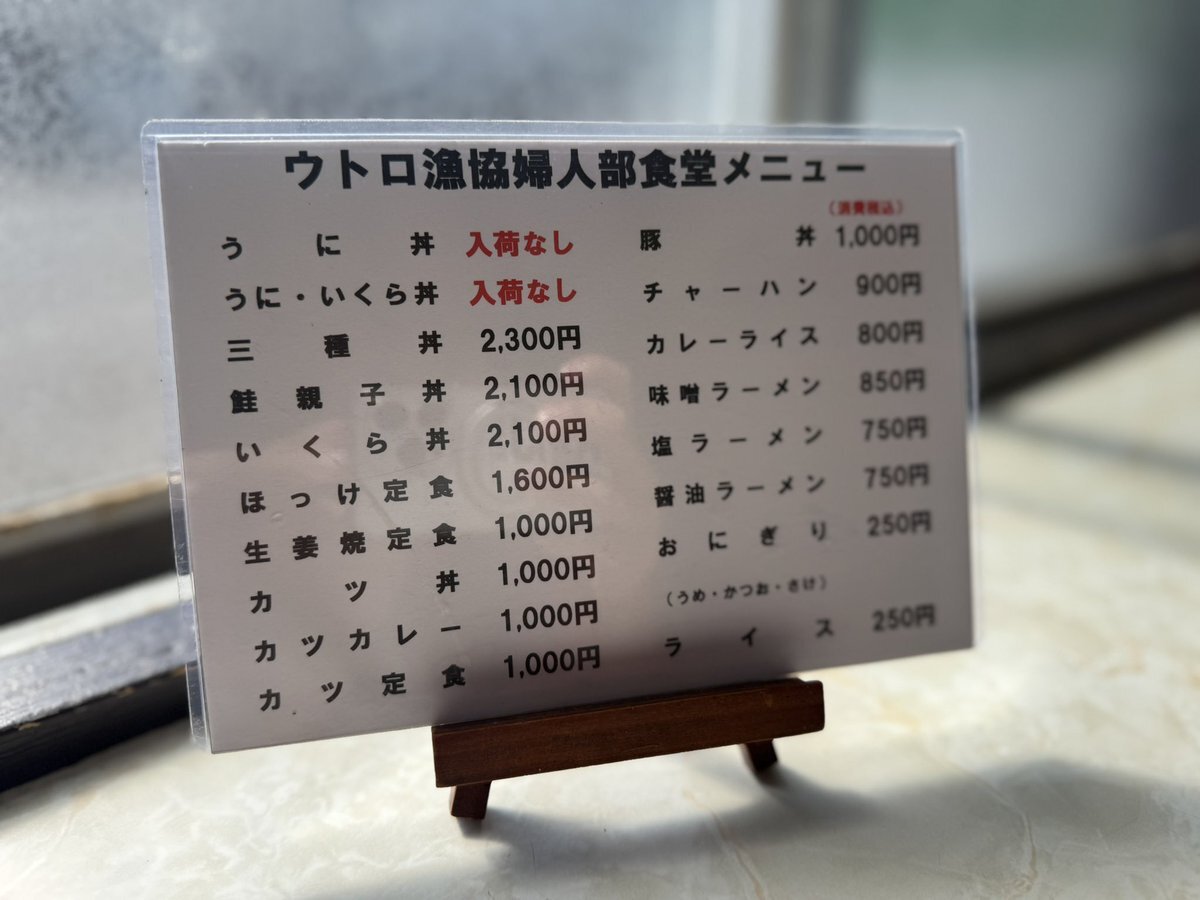 ウトロ漁協婦人部食堂メニュー
うに丼 入荷なし
うに・いくら丼 入荷なし
三種丼 2,300円
鮭親子丼 2,100円
いくら丼 2,100円
ほっけ定食 1,600円
生姜焼定食 1,000円
カツ丼 1,000円
カツカレー 1,000円
カツ定食 1,000円
(消費税込)
豚丼 1,000円
チャーハン 900円
カレーライス 800円
味噌ラーメン 850円
塩ラーメン 750円
醤油ラーメン 750円
おにぎり 250円
(うめ・かつお・さけ)
ライス 250円